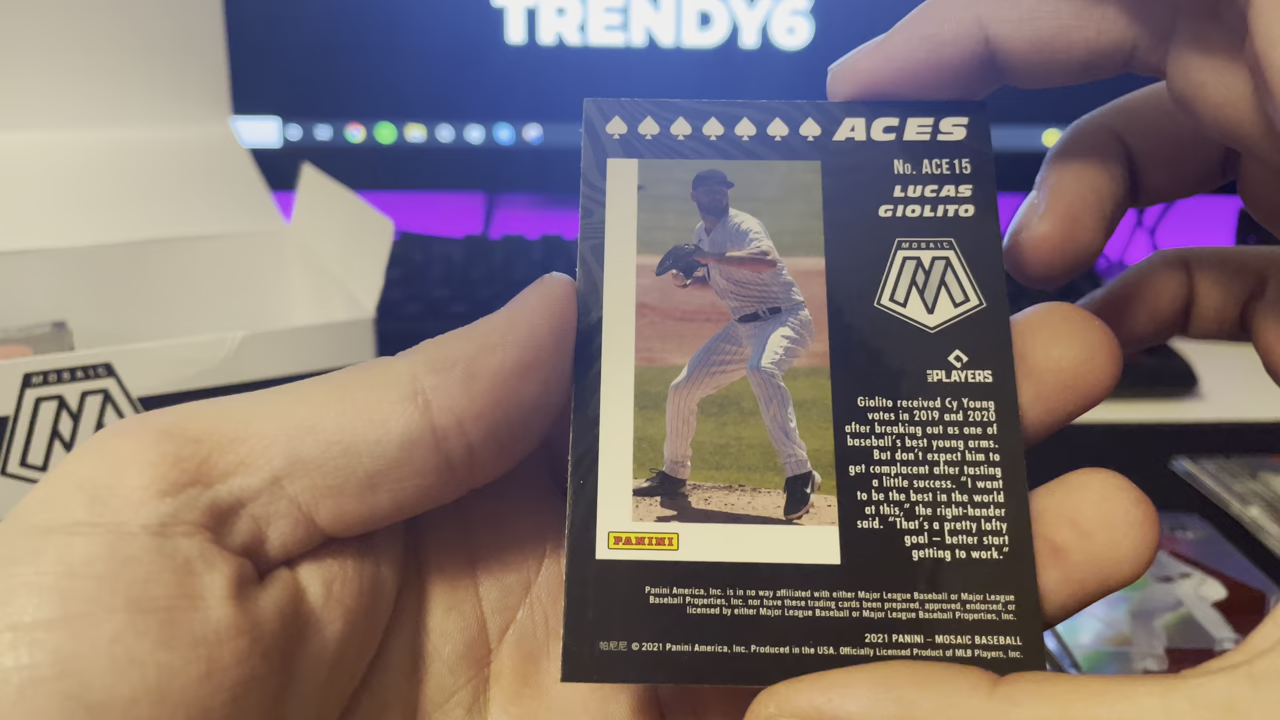 TRENDY6
ACES
No. ACE15
LUCAS
GIOLITO
MOSAIC
M
MLB PLAYERS
Giolito received Cy Young
votes in 2019 and 2020
after breaking out as one of
baseball's best young arms.
But don't expect him to
get complacent after tasting
a little success. “I want
to be the best in the world
at this,” the right-hander
said. “That's a pretty lofty
goal – better start
getting to work.”
PANINI
Panini America, Inc. is in no way affiliated with either Major League Baseball or Major League
Baseball Properties, Inc. nor have these trading cards been prepared, approved, endorsed, or
licensed by either Major League Baseball or Major League Baseball Properties, Inc.
2021 PANINI – MOSAIC BASEBALL
帕尼尼 © 2021 Panini America, Inc. Produced in the USA. Officially Licensed Product of MLB Players, Inc.
MOSAIC
M